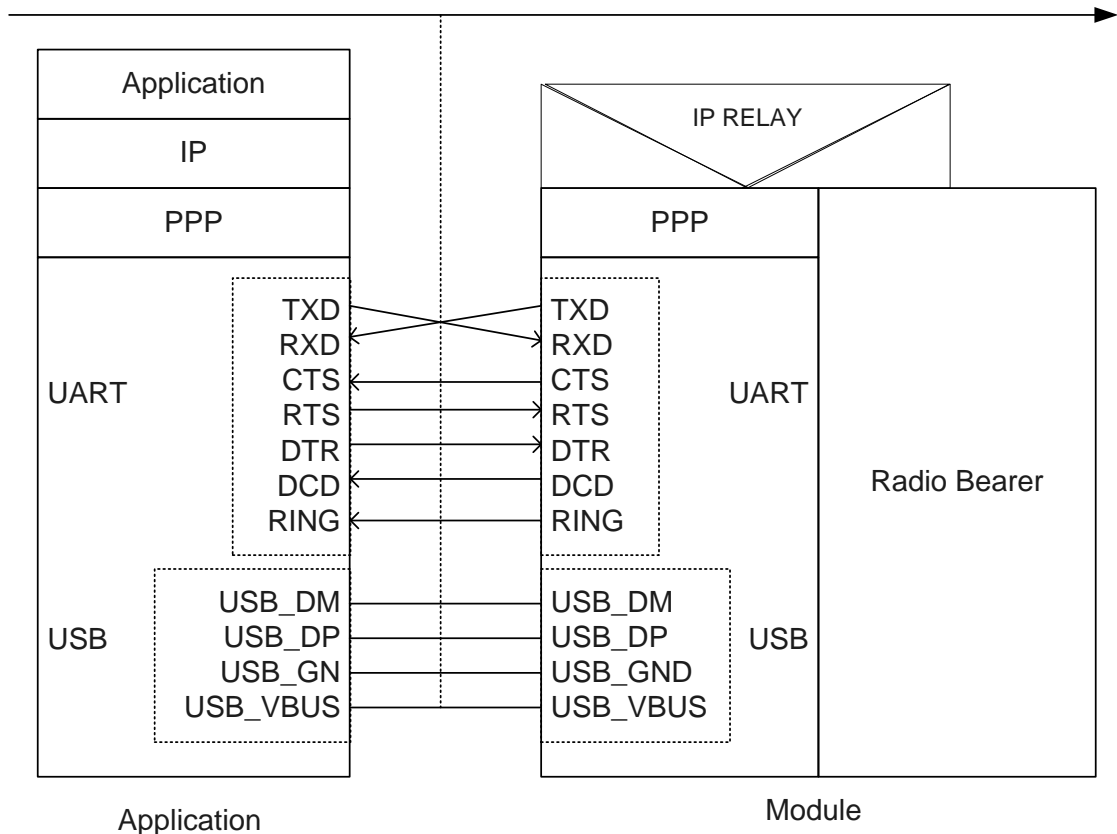 Application
IP
PPP
UART
TXD
RXD
CTS
RTS
DTR
DCD
RING
USB
USB_DM
USB_DP
USB_GN
USB_VBUS
Application
IP RELAY
PPP
TXD
RXD
CTS
RTS
DTR
DCD
RING
UART
USB_DM
USB_DP
USB_GND
USB_VBUS
USB
Radio Bearer
Module